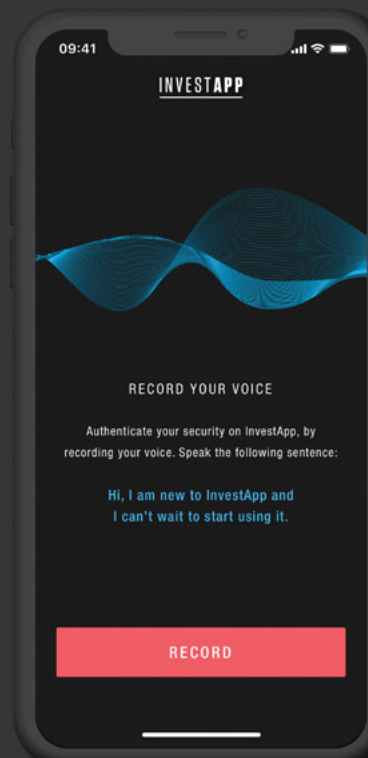 09:41
INVESTAPP
RECORD YOUR VOICE
Authenticate your security on InvestApp, by
recording your voice. Speak the following sentence:
Hi, I am new to InvestApp and
I can't wait to start using it.
RECORD